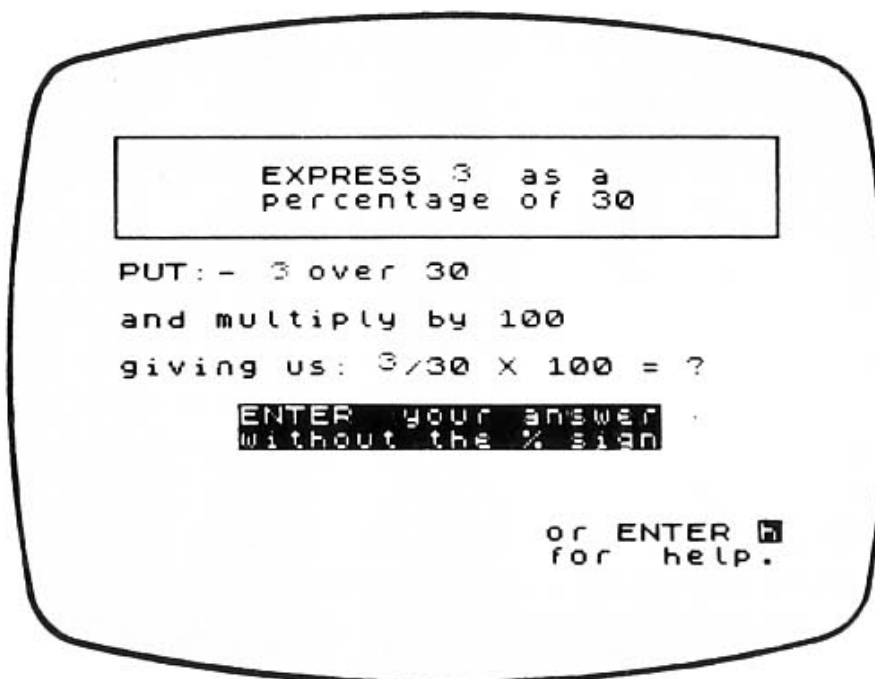 EXPRESS 3 as a
percentage of 30
PUT:- 3 over 30
and multiply by 100
giving us: 3/30 X 100 = ?
ENTER your answer
without the % sign
or ENTER h
for help.